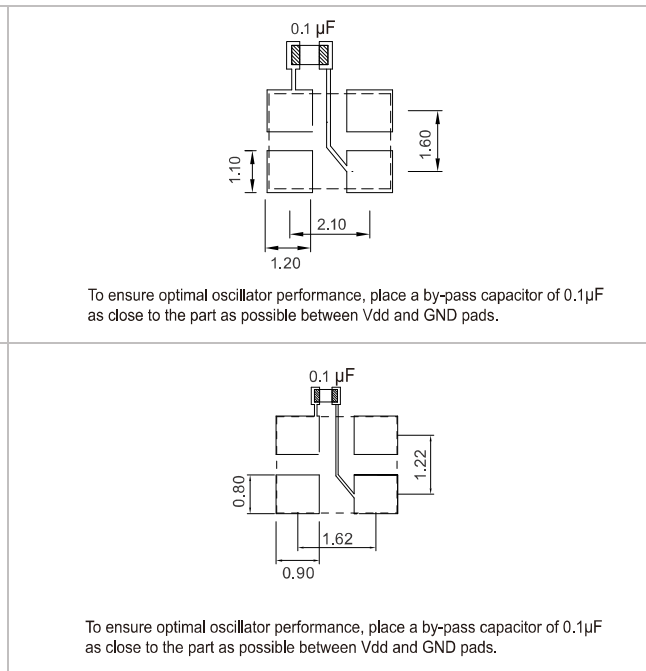 0.1 µF
1.60
1.10
2.10
1.20
To ensure optimal oscillator performance, place a by-pass capacitor of 0.1µF
as close to the part as possible between Vdd and GND pads.
0.1 µF
1.22
0.80
1.62
0.90
To ensure optimal oscillator performance, place a by-pass capacitor of 0.1µF
as close to the part as possible between Vdd and GND pads.